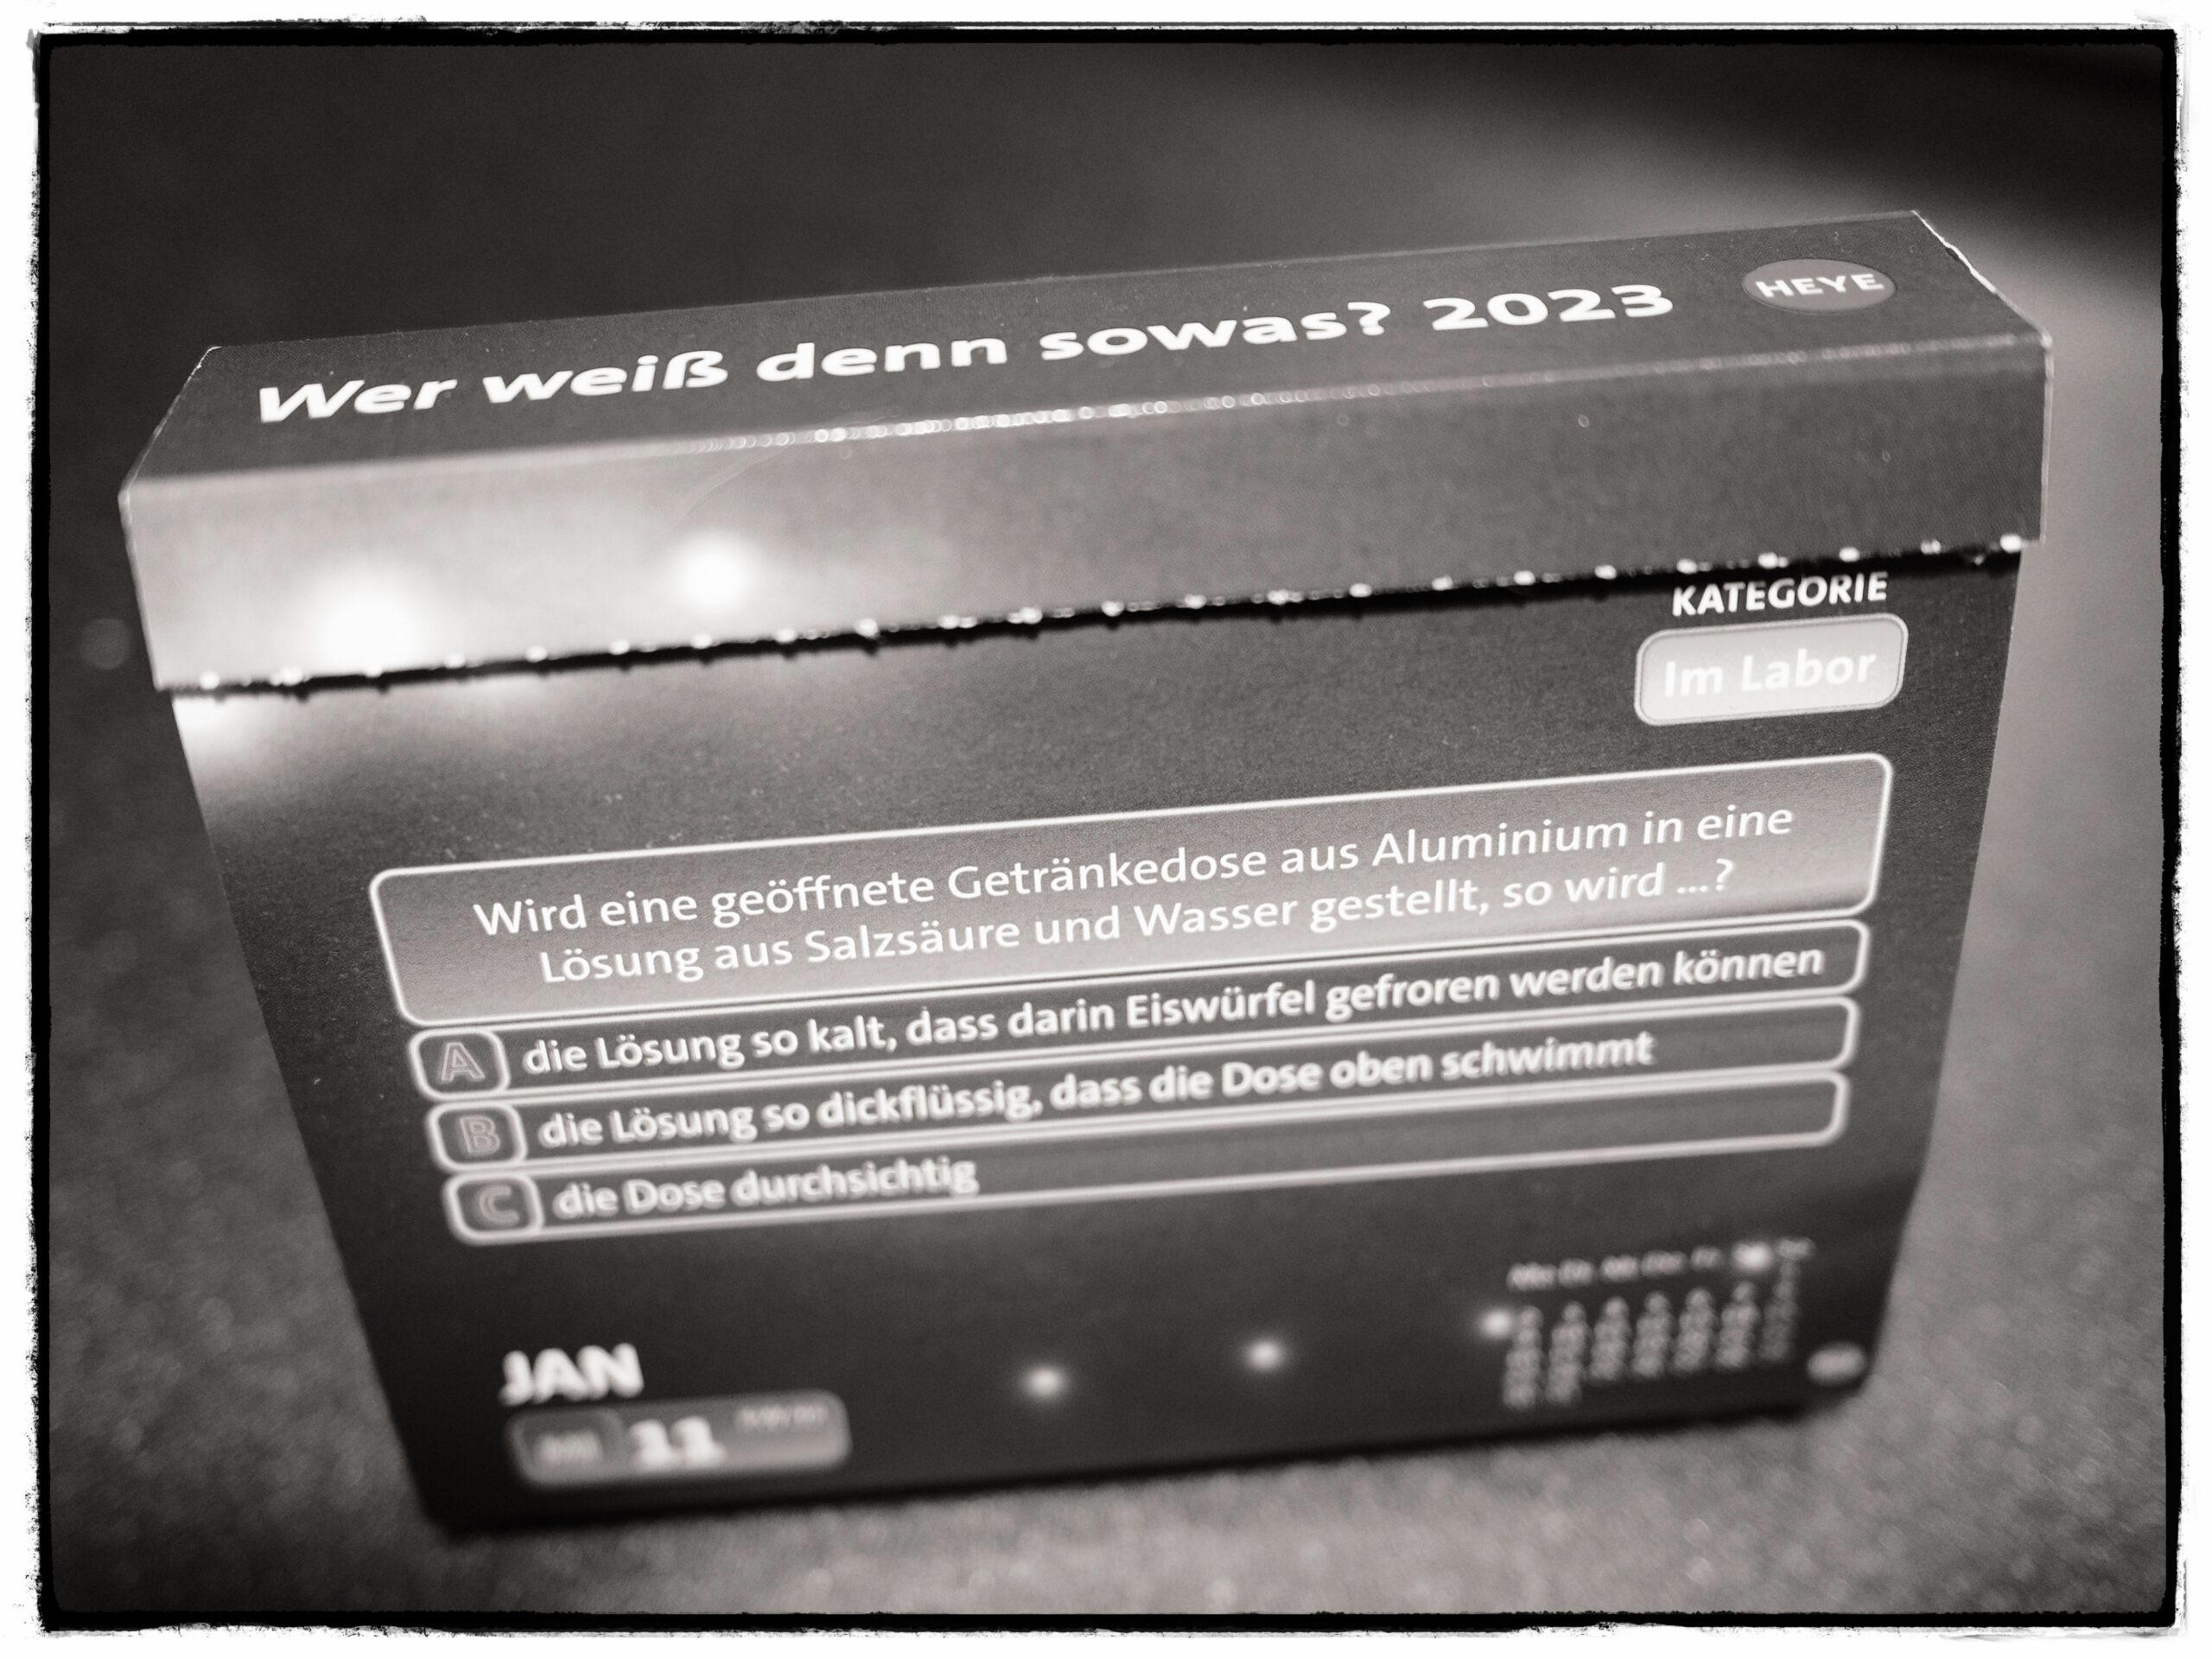 Wer weiß denn sowas? 2023
HEYE
KATEGORIE
Im Labor
Wird eine geöffnete Getränkedose aus Aluminium in eine
Lösung aus Salzsäure und Wasser gestellt, so wird ...?
A die Lösung so kalt, dass darin Eiswürfel gefroren werden können
B die Lösung so dickflüssig, dass die Dose oben schwimmt
C die Dose durchsichtig
JAN
11